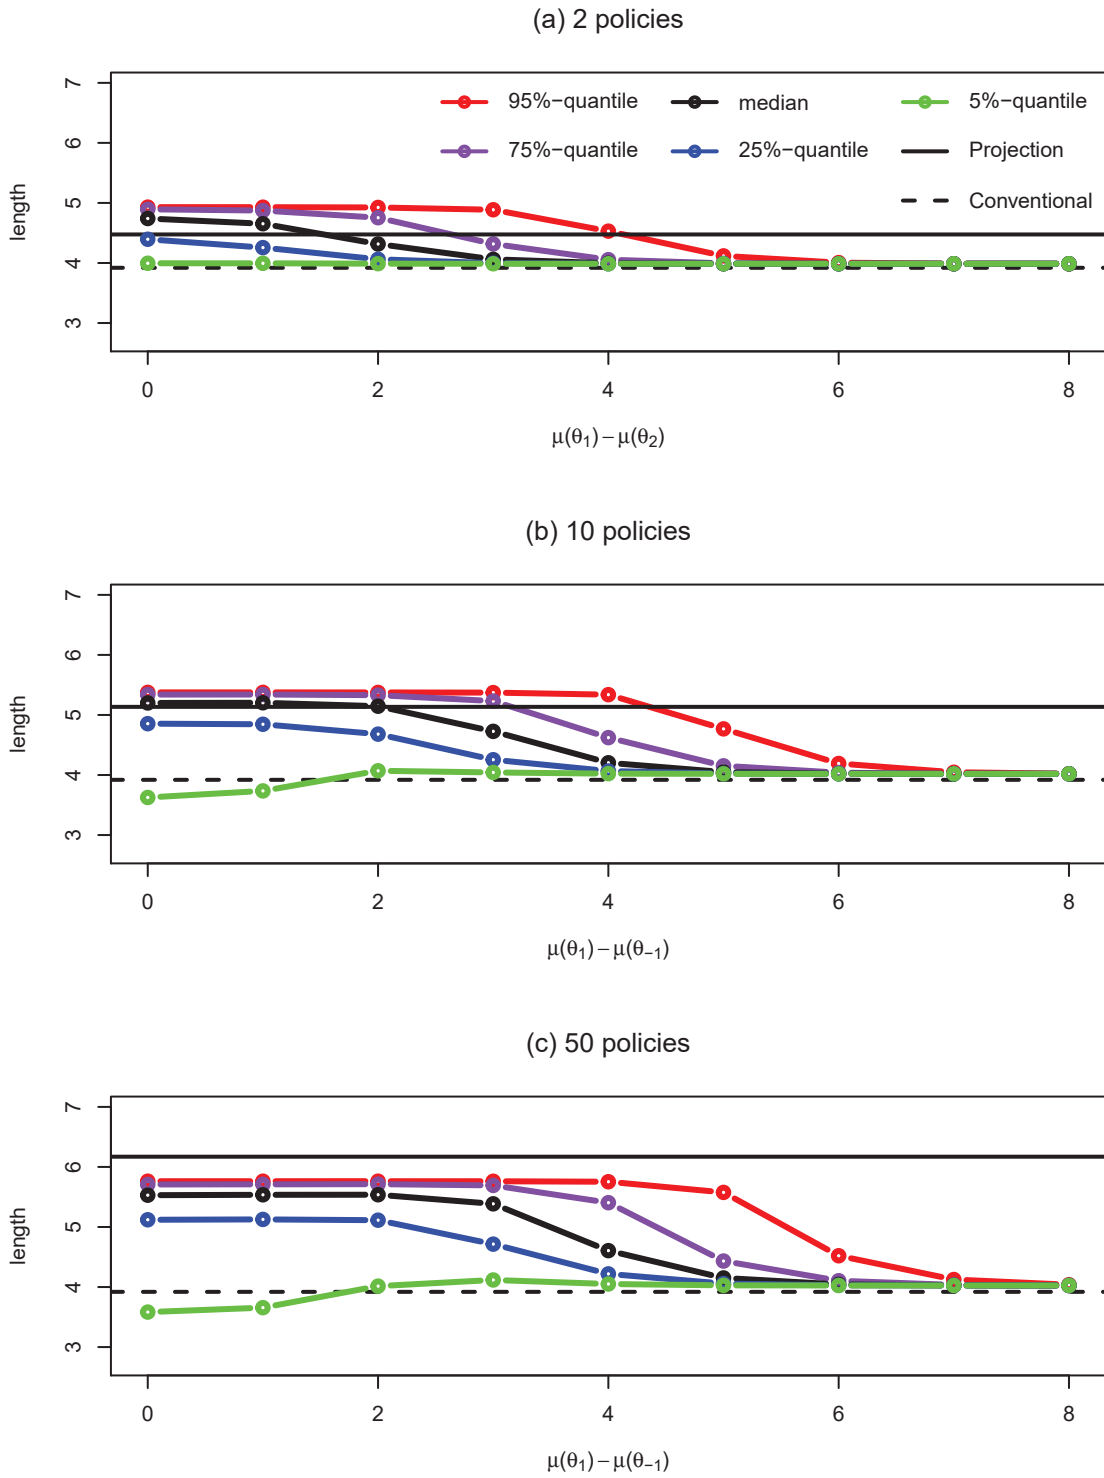 (a) 2 policies
95%−quantile median 5%−quantile
75%−quantile 25%−quantile Projection
Conventional
length
7
6
5
4
3
0 2 4 6 8
μ(θ1) − μ(θ2)
(b) 10 policies
length
7
6
5
4
3
0 2 4 6 8
μ(θ1) − μ(θ−1)
(c) 50 policies
length
7
6
5
4
3
0 2 4 6 8
μ(θ1) − μ(θ−1)